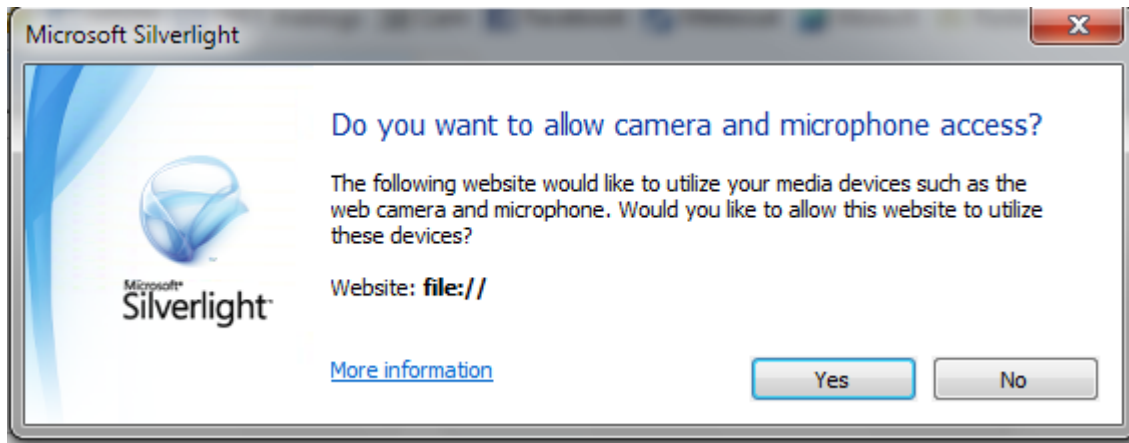 Microsoft Silverlight
Do you want to allow camera and microphone access?
The following website would like to utilize your media devices such as the
web camera and microphone. Would you like to allow this website to utilize
these devices?
Microsoft®
Silverlight™
Website: file://
More information
Yes
No